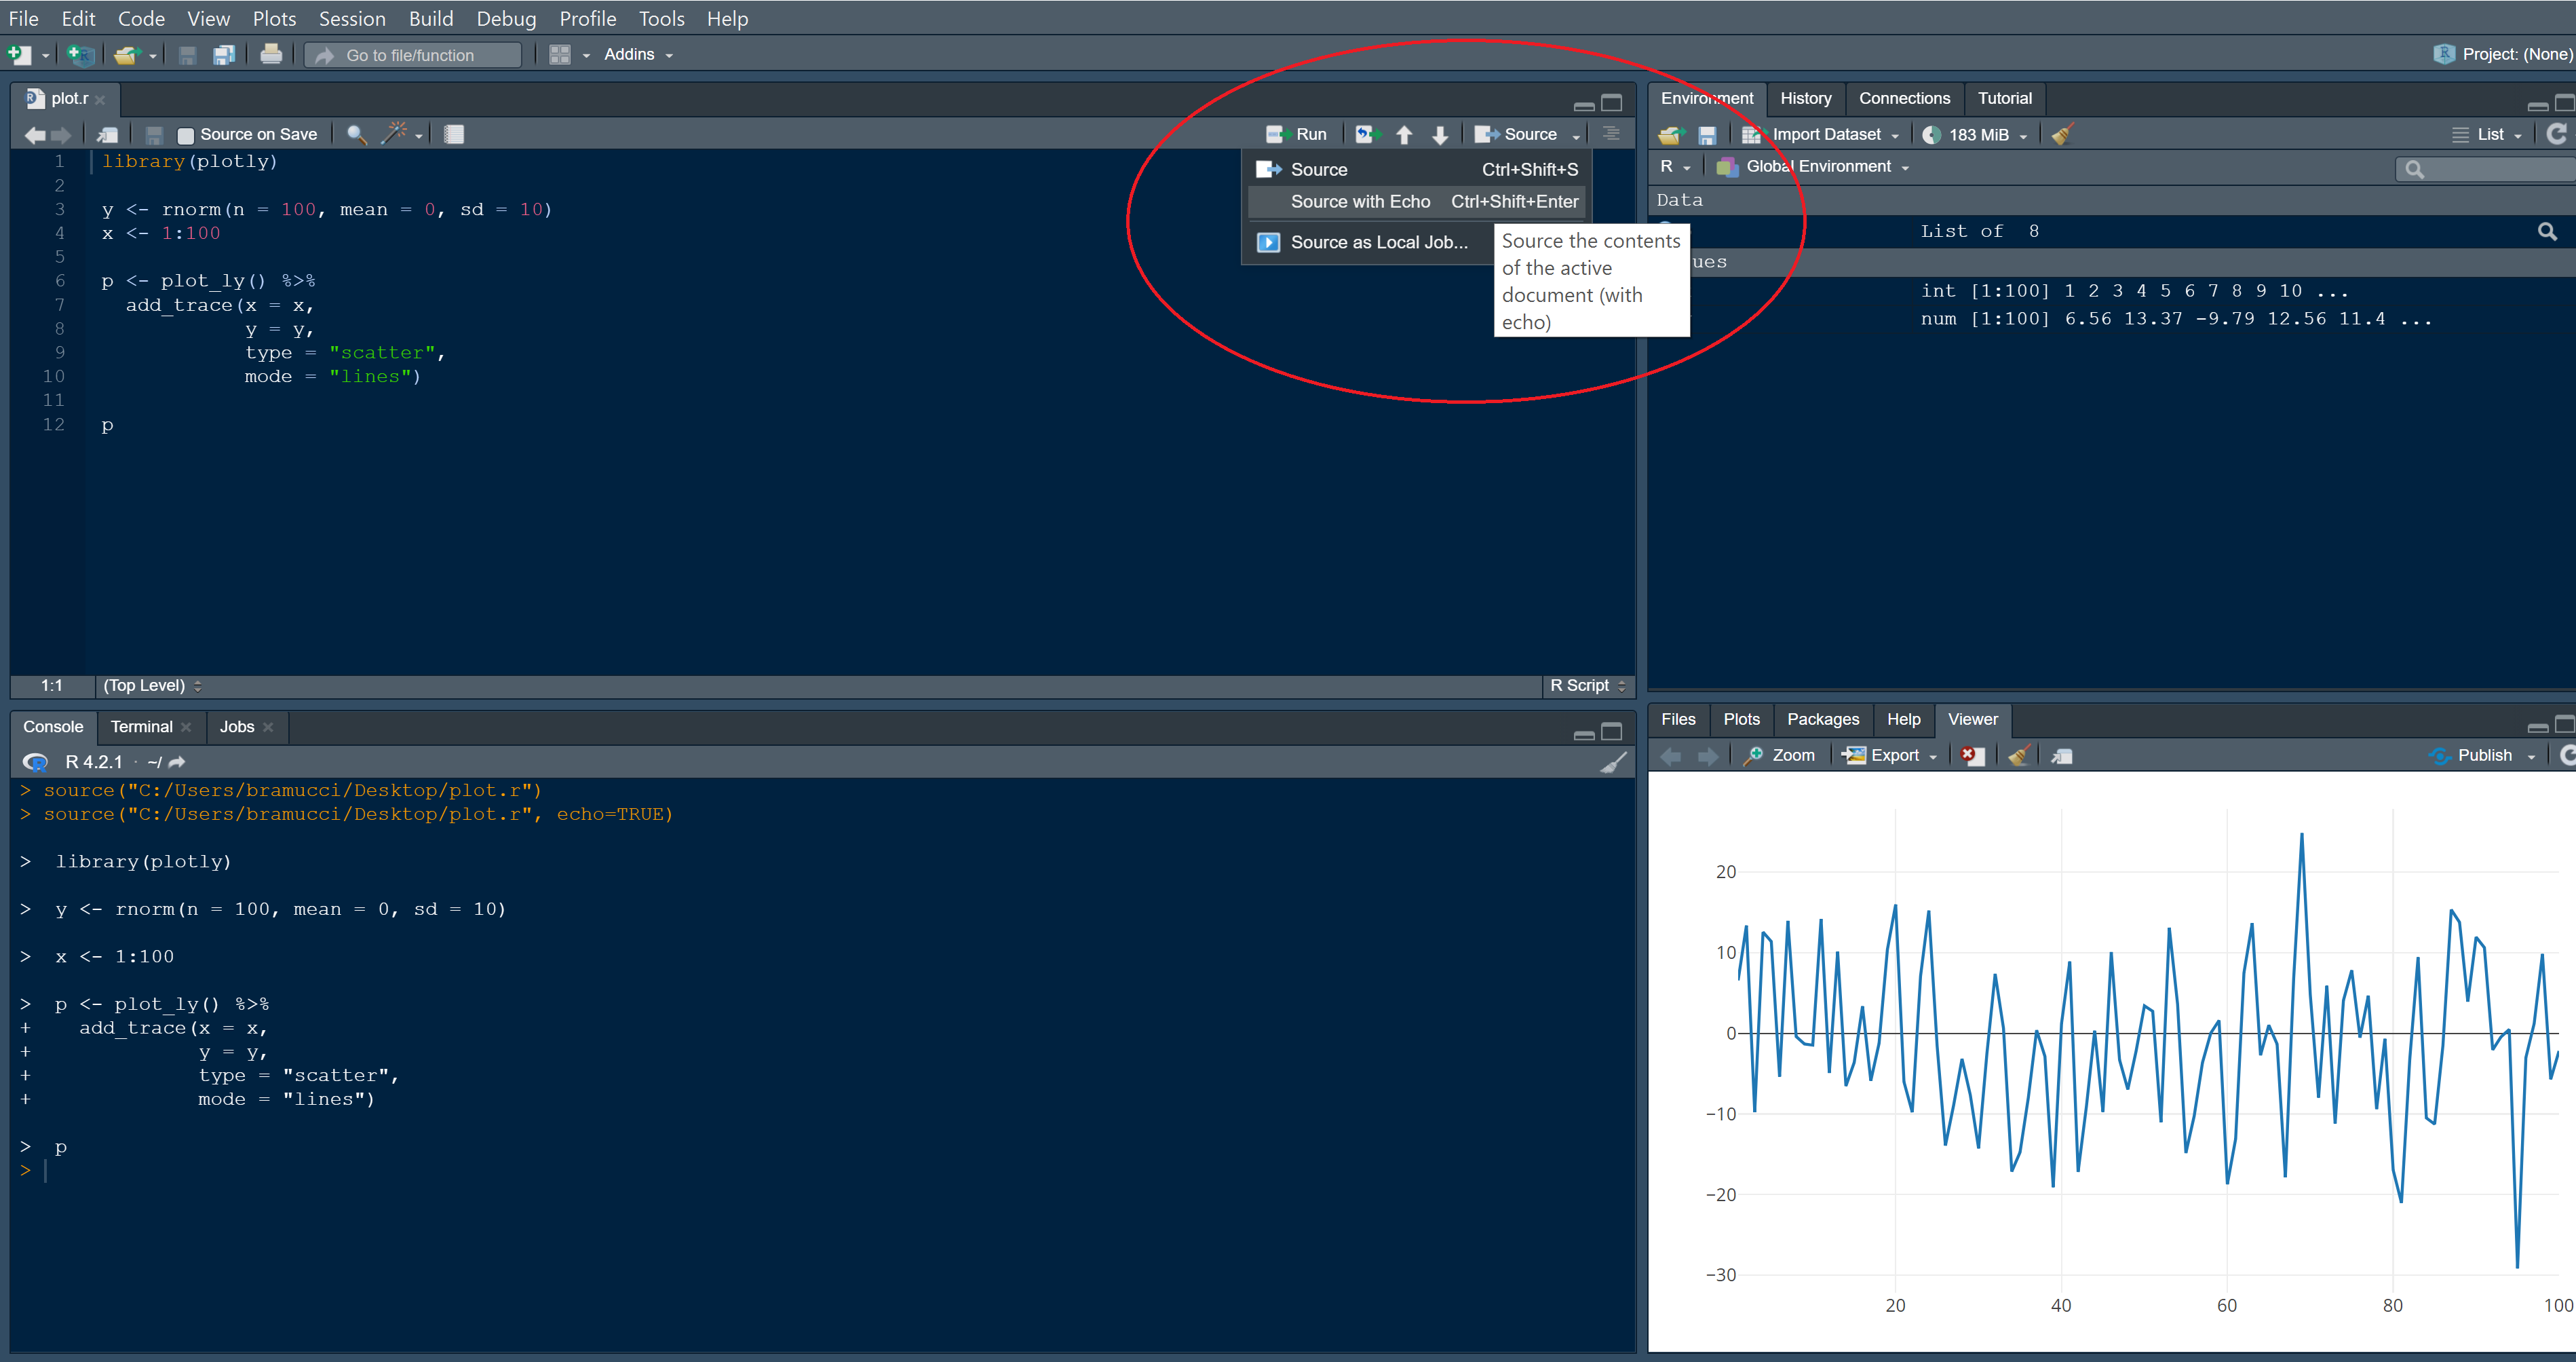 File Edit Code View Plots Session Build Debug Profile Tools Help
Go to file/function Addins Project: (None)
plot.r
Source on Save Run Source
1 library(plotly)
2
3 y <- rnorm(n = 100, mean = 0, sd = 10)
4 x <- 1:100
5
6 p <- plot_ly() %>%
7 add_trace(x = x,
8 y = y,
9 type = "scatter",
10 mode = "lines")
11
12 p
Source Ctrl+Shift+S
Source with Echo Ctrl+Shift+Enter
Source as Local Job...
Source the contents
of the active
document (with
echo)
1:1 (Top Level) R Script
Environment History Connections Tutorial
Import Dataset 183 MiB List
R Global Environment
Data
List of 8
ues
int [1:100] 1 2 3 4 5 6 7 8 9 10 ...
num [1:100] 6.56 13.37 -9.79 12.56 11.4 ...
Console Terminal Jobs
R 4.2.1 · ~/
> source("C:/Users/bramucci/Desktop/plot.r")
> source("C:/Users/bramucci/Desktop/plot.r", echo=TRUE)
> library(plotly)
> y <- rnorm(n = 100, mean = 0, sd = 10)
> x <- 1:100
> p <- plot_ly() %>%
+ add_trace(x = x,
+ y = y,
+ type = "scatter",
+ mode = "lines")
> p
>
Files Plots Packages Help Viewer
Zoom Export Publish
20
10
0
−10
−20
−30
20 40 60 80 100